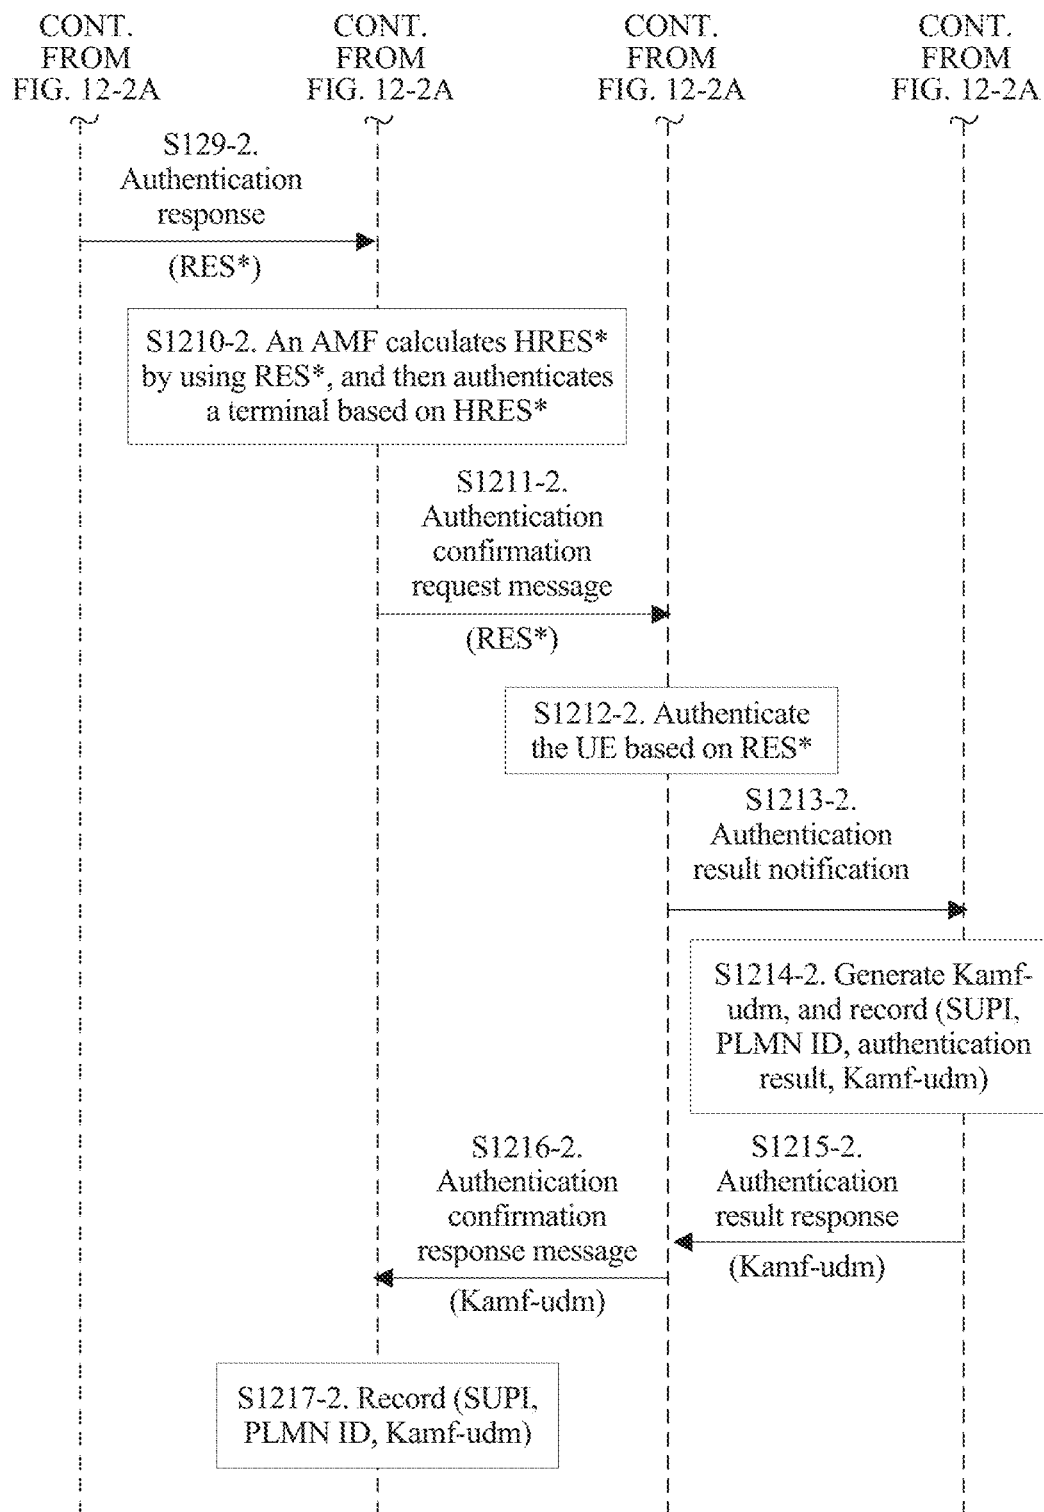 CONT.
FROM
FIG. 12-2A
CONT.
FROM
FIG. 12-2A
CONT.
FROM
FIG. 12-2A
CONT.
FROM
FIG. 12-2A
S129-2.
Authentication
response
(RES*)
S1210-2. An AMF calculates HRES*
by using RES*, and then authenticates
a terminal based on HRES*
S1211-2.
Authentication
confirmation
request message
(RES*)
S1212-2. Authenticate
the UE based on RES*
S1213-2.
Authentication
result notification
S1214-2. Generate Kamf-
udm, and record (SUPI,
PLMN ID, authentication
result, Kamf-udm)
S1215-2.
Authentication
result response
(Kamf-udm)
S1216-2.
Authentication
confirmation
response message
(Kamf-udm)
S1217-2. Record (SUPI,
PLMN ID, Kamf-udm)